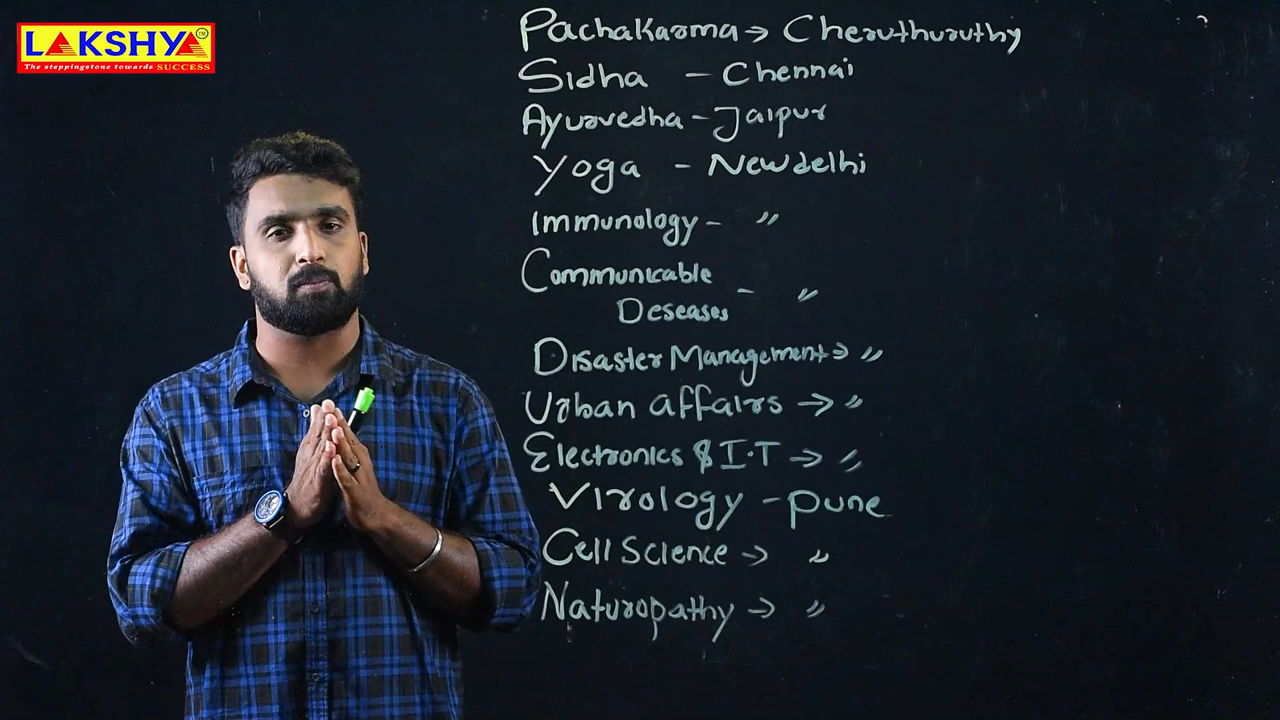 LAKSHYA TM
The steppingstone towards SUCCESS
Pachakarma → Cheruthuruthy
Sidha - Chennai
Ayurvedha - Jaipur
Yoga - Newdelhi
Immunology - "
Communicable
Deseases - "
Disaster Management → "
Urban affairs → "
Electronics & I.T → "
Virology - pune
Cell Science → "
Naturopathy → "